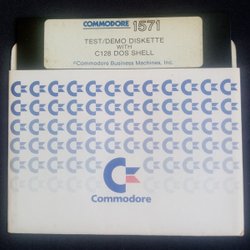 COMMODORE 1571
TEST/DEMO DISKETTE
WITH
C128 DOS SHELL
©Commodore Business Machines, Inc.
Commodore